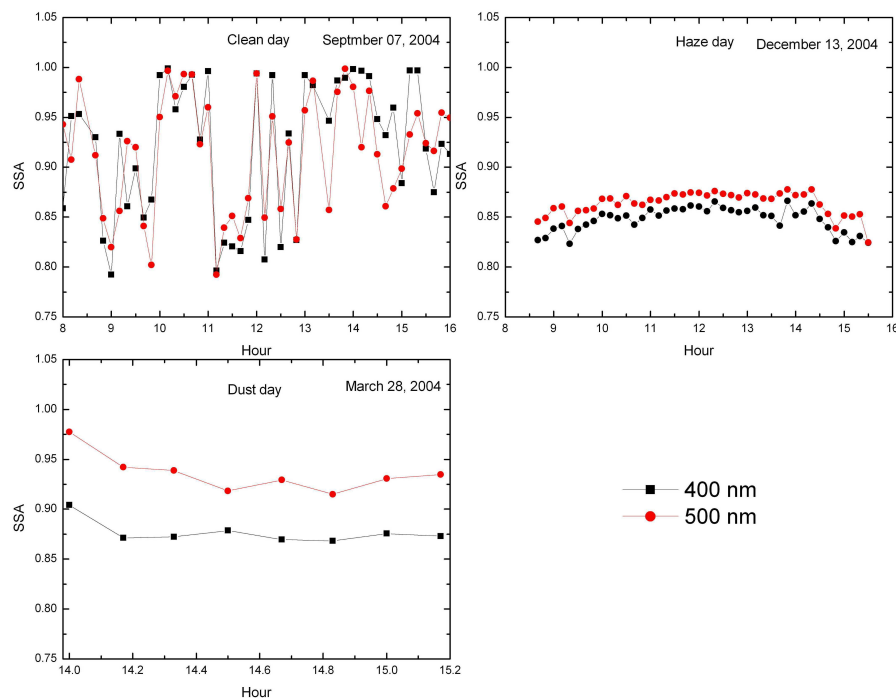 Clean day Septmber 07, 2004
1.05
1.00
0.95
0.90
0.85
0.80
0.75
SSA
8 9 10 11 12 13 14 15 16
Hour
Haze day December 13, 2004
1.05
1.00
0.95
0.90
0.85
0.80
0.75
SSA
8 9 10 11 12 13 14 15 16
Hour
Dust day March 28, 2004
1.05
1.00
0.95
0.90
0.85
0.80
0.75
SSA
14.0 14.2 14.4 14.6 14.8 15.0 15.2
Hour
400 nm
500 nm